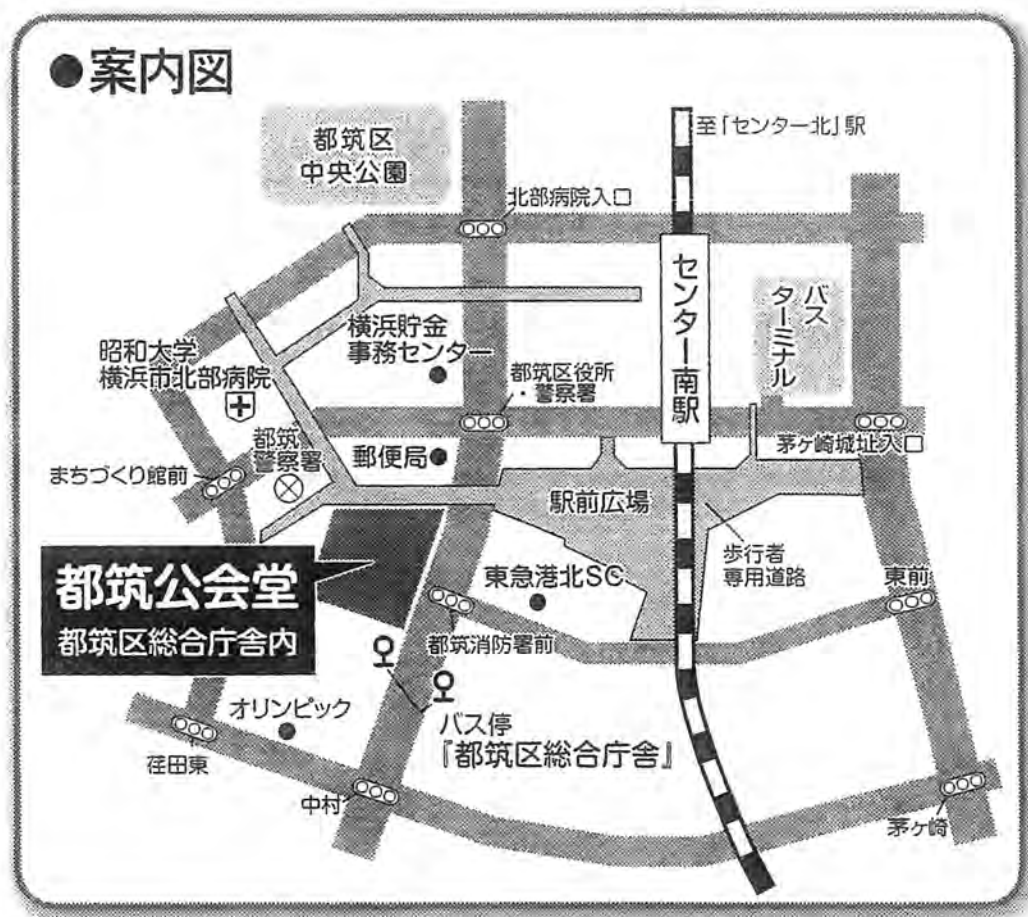 ●案内図
都筑区
中央公園
至「センター北」駅
北部病院入口
センター南駅
バス
ターミナル
横浜貯金
事務センター
昭和大学
横浜市北部病院
都筑区役所
・警察署
茅ヶ崎城址入口
都筑
警察署
郵便局
まちづくり館前
駅前広場
歩行者
専用道路
都筑公会堂
都筑区総合庁舎内
東急港北SC
東前
都筑消防署前
オリンピック
バス停
『都筑区総合庁舎』
荏田東
中村
茅ヶ崎